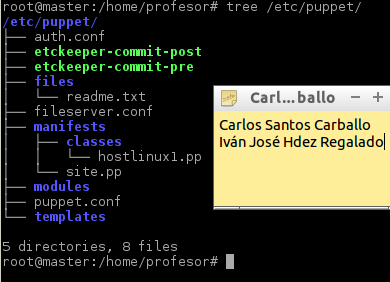 root@master:/home/profesor# tree /etc/puppet/
/etc/puppet/
├── auth.conf
├── etckeeper-commit-post
├── etckeeper-commit-pre
├── files
│   └── readme.txt
├── fileserver.conf
├── manifests
│   ├── classes
│   │   └── hostlinux1.pp
│   └── site.pp
├── modules
├── puppet.conf
└── templates
5 directories, 8 files
root@master:/home/profesor#
Carl...ballo
Carlos Santos Carballo
Iván José Hdez Regalado